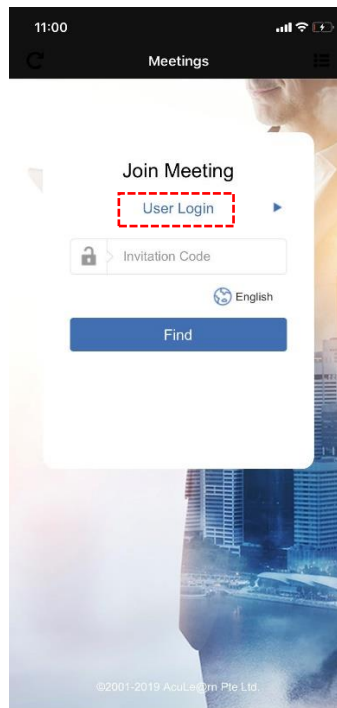 11:00
Meetings
Join Meeting
User Login
Invitation Code
English
Find
©2001-2019 AcuLe@rn Pte Ltd.